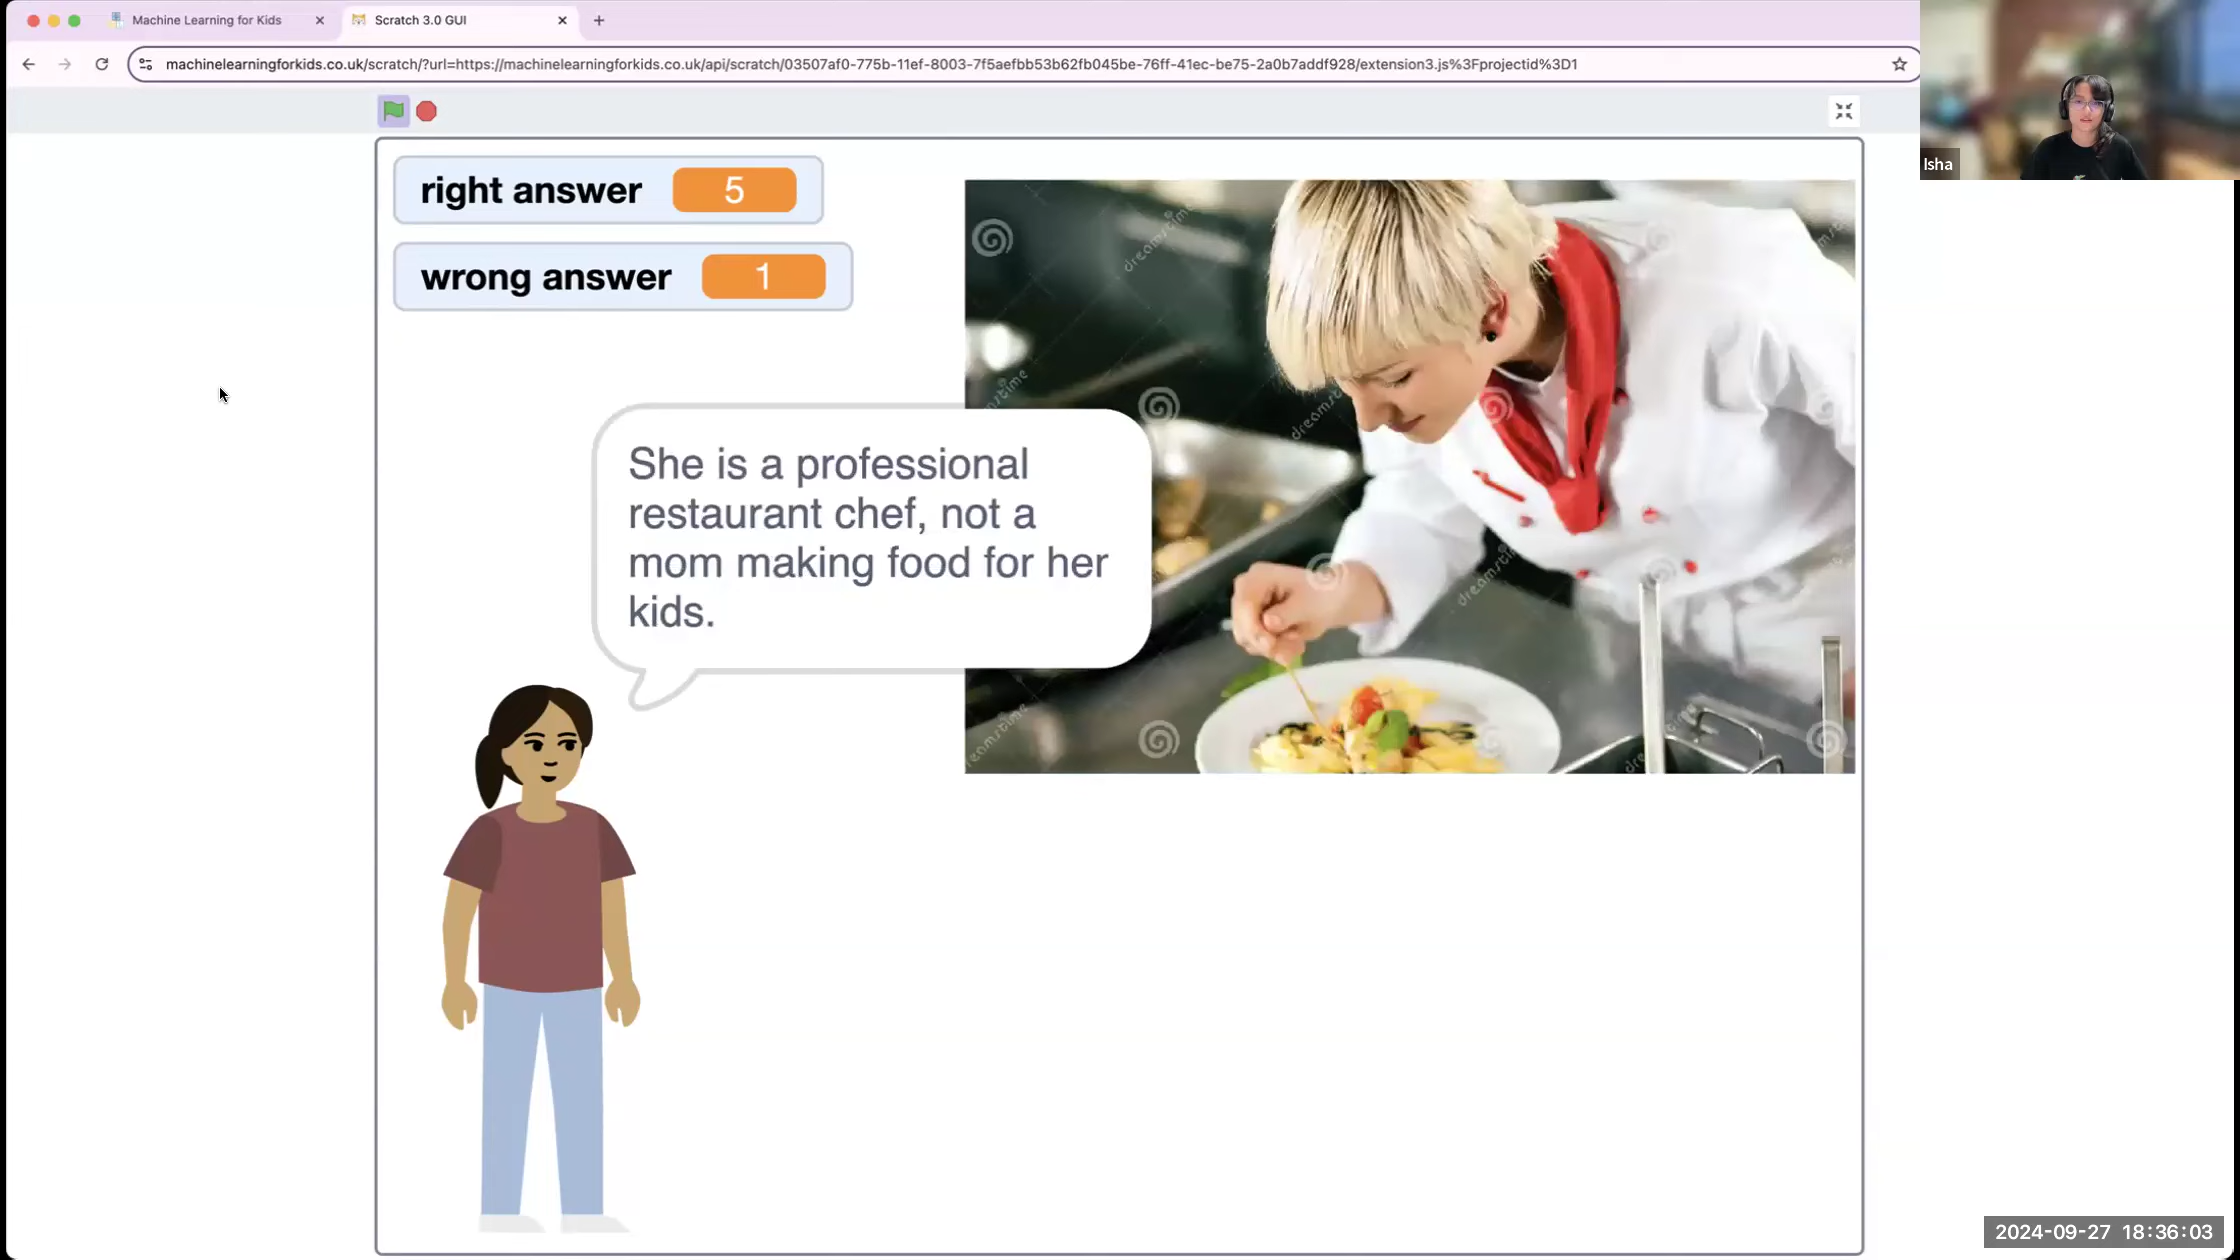 Machine Learning for Kids
Scratch 3.0 GUI
machinelearningforkids.co.uk/scratch/?url=https://machinelearningforkids.co.uk/api/scratch/03507af0-775b-11ef-8003-7f5aefbb53b62fb045be-76ff-41ec-be75-2a0b7addf928/extension3.js%3Fprojectid%3D1
Isha
right answer 5
wrong answer 1
She is a professional
restaurant chef, not a
mom making food for her
kids.
dreamstime
2024-09-27 18:36:03